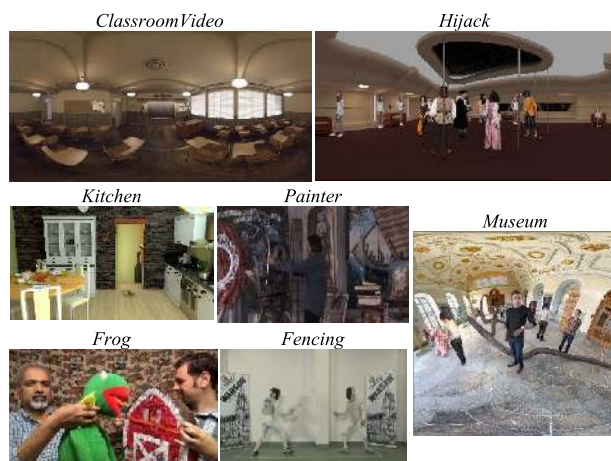 ClassroomVideo
Hijack
Kitchen
Painter
Museum
Frog
Fencing